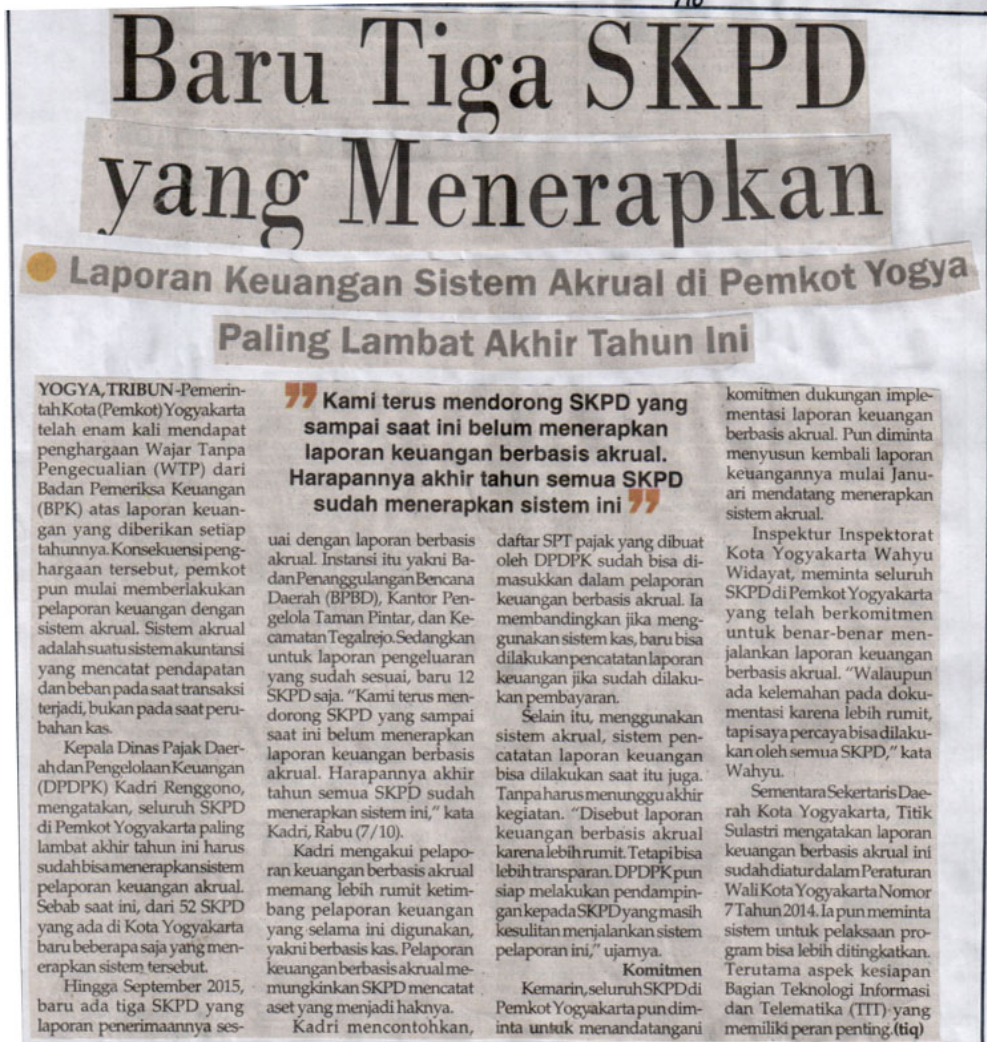 Baru Tiga SKPD
yang Menerapkan
Laporan Keuangan Sistem Akrual di Pemkot Yogya
Paling Lambat Akhir Tahun Ini
YOGYA, TRIBUN - Pemerin-
tah Kota (Pemkot) Yogyakarta
telah enam kali mendapat
penghargaan Wajar Tanpa
Pengecualian (WTP) dari
Badan Pemeriksa Keuangan
(BPK) atas laporan keuan-
gan yang diberikan setiap
tahunnya. Konsekuensi peng-
hargaan tersebut, pemkot
pun mulai memberlakukan
pelaporan keuangan dengan
sistem akrual. Sistem akrual
adalah suatu sistem akuntansi
yang mencatat pendapatan
dan beban pada saat transaksi
terjadi, bukan pada saat peru-
bahan kas.
Kepala Dinas Pajak Daer-
ah dan Pengelolaan Keuangan
(DPDPK) Kadri Renggono,
mengatakan, seluruh SKPD
di Pemkot Yogyakarta paling
lambat akhir tahun ini harus
sudah bisa menerapkan sistem
pelaporan keuangan akrual.
Sebab saat ini, dari 52 SKPD
yang ada di Kota Yogyakarta
baru beberapa saja yang men-
erapkan sistem tersebut.
Hingga September 2015,
baru ada tiga SKPD yang
laporan penerimaannya ses-
" Kami terus mendorong SKPD yang
sampai saat ini belum menerapkan
laporan keuangan berbasis akrual.
Harapannya akhir tahun semua SKPD
sudah menerapkan sistem ini "
uai dengan laporan berbasis
akrual. Instansi itu yakni Ba-
dan Penanggulangan Bencana
Daerah (BPBD), Kantor Pen-
gelola Taman Pintar, dan Ke-
camatan Tegalrejo. Sedangkan
untuk laporan pengeluaran
yang sudah sesuai, baru 12
SKPD saja. "Kami terus men-
dorong SKPD yang sampai
saat ini belum menerapkan
laporan keuangan berbasis
akrual. Harapannya akhir
tahun semua SKPD sudah
menerapkan sistem ini," kata
Kadri, Rabu (7/10).
Kadri mengakui pelapo-
ran keuangan berbasis akrual
memang lebih rumit ketim-
bang pelaporan keuangan
yang selama ini digunakan,
yakni berbasis kas. Pelaporan
keuangan berbasis akrual me-
mungkinkan SKPD mencatat
aset yang menjadi haknya.
Kadri mencontohkan,
daftar SPT pajak yang dibuat
oleh DPDPK sudah bisa di-
masukkan dalam pelaporan
keuangan berbasis akrual. Ia
membandingkan jika meng-
gunakan sistem kas, baru bisa
dilakukan pencatatan laporan
keuangan jika sudah dilaku-
kan pembayaran.
Selain itu, menggunakan
sistem akrual, sistem pen-
catatan laporan keuangan
bisa dilakukan saat itu juga.
Tanpa harus menunggu akhir
kegiatan. "Disebut laporan
keuangan berbasis akrual
karena lebih rumit. Tetapi bisa
lebih transparan. DPDPK pun
siap melakukan pendampin-
gan kepada SKPD yang masih
kesulitan menjalankan sistem
pelaporan ini," ujarnya.
Komitmen
Kemarin, seluruh SKPD di
Pemkot Yogyakarta pun dim-
inta untuk menandatangani
komitmen dukungan imple-
mentasi laporan keuangan
berbasis akrual. Pun diminta
menyusun kembali laporan
keuangannya mulai Janu-
ari mendatang menerapkan
sistem akrual.
Inspektur Inspektorat
Kota Yogyakarta Wahyu
Widayat, meminta seluruh
SKPD di Pemkot Yogyakarta
yang telah berkomitmen
untuk benar-benar men-
jalankan laporan keuangan
berbasis akrual. "Walaupun
ada kelemahan pada doku-
mentasi karena lebih rumit,
tapi saya percaya bisa dilaku-
kan oleh semua SKPD," kata
Wahyu.
Sementara Sekertaris Dae-
rah Kota Yogyakarta, Titik
Sulastri mengatakan laporan
keuangan berbasis akrual ini
sudah diatur dalam Peraturan
Wali Kota Yogyakarta Nomor
7 Tahun 2014. Ia pun meminta
sistem untuk pelaksaan pro-
gram bisa lebih ditingkatkan.
Terutama aspek kesiapan
Bagian Teknologi Informasi
dan Telematika (TIT) yang
memiliki peran penting.(tiq)